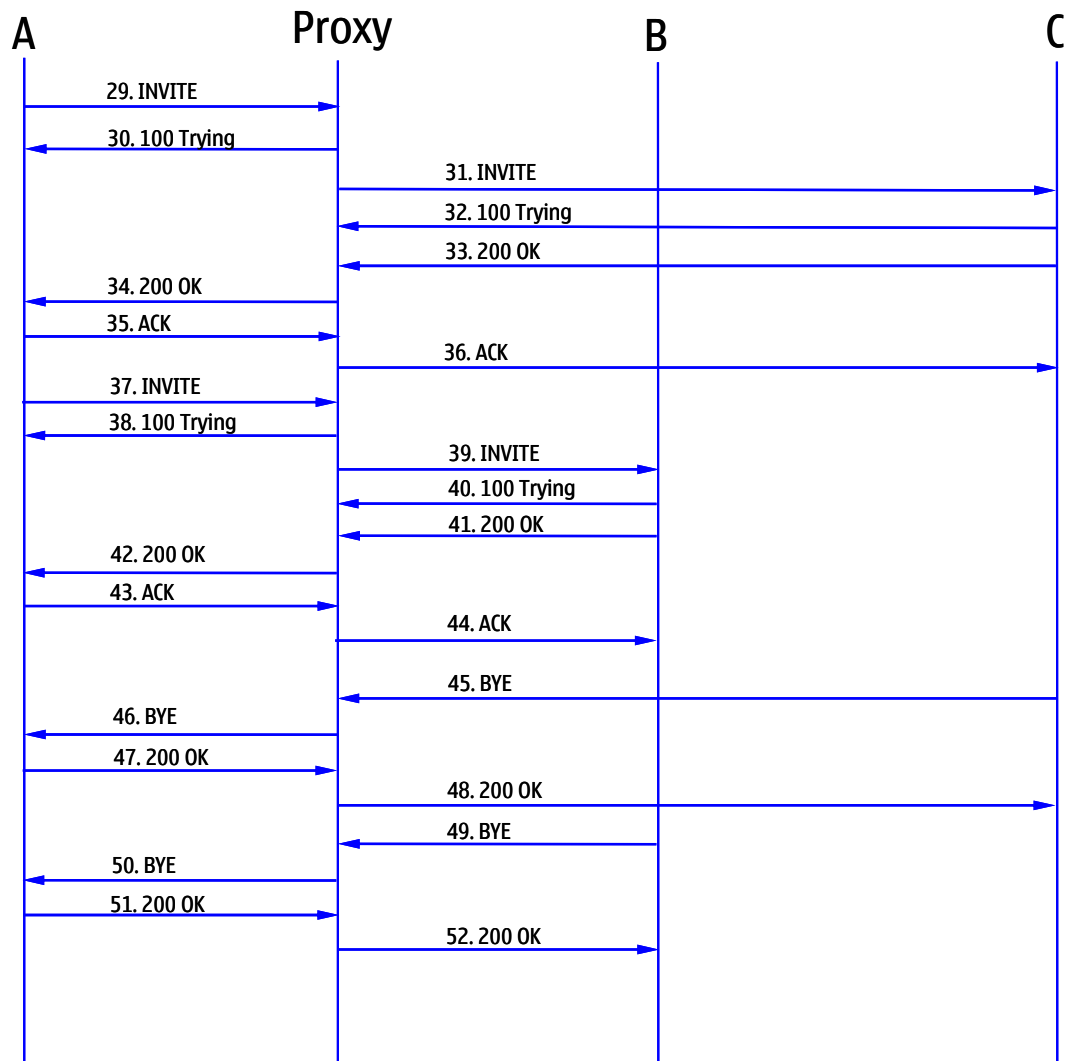 A Proxy B C
29. INVITE
30. 100 Trying
31. INVITE
32. 100 Trying
33. 200 OK
34. 200 OK
35. ACK
36. ACK
37. INVITE
38. 100 Trying
39. INVITE
40. 100 Trying
41. 200 OK
42. 200 OK
43. ACK
44. ACK
45. BYE
46. BYE
47. 200 OK
48. 200 OK
49. BYE
50. BYE
51. 200 OK
52. 200 OK